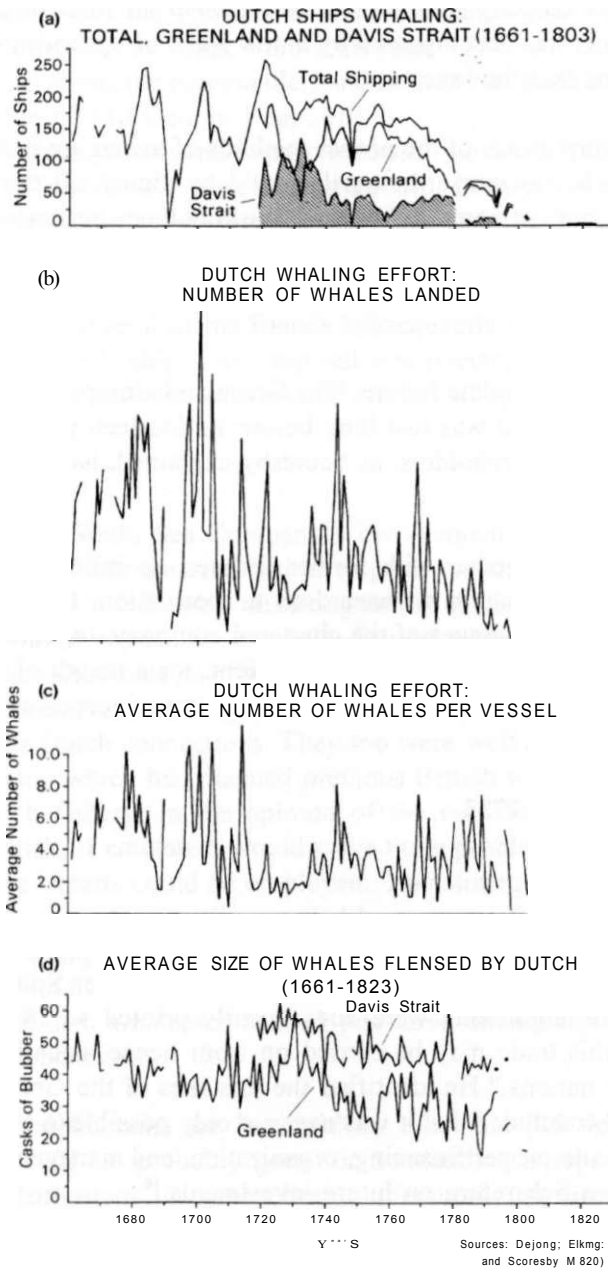 (a) DUTCH SHIPS WHALING:
TOTAL, GREENLAND AND DAVIS STRAIT (1661-1803)
Number of Ships
250
200
150
100
50
0
Total Shipping
Davis
Strait
Greenland
(b) DUTCH WHALING EFFORT:
NUMBER OF WHALES LANDED
(c) DUTCH WHALING EFFORT:
AVERAGE NUMBER OF WHALES PER VESSEL
Average Number of Whales
10.0
8.0
6.0
4.0
2.0
0
(d) AVERAGE SIZE OF WHALES FLENSED BY DUTCH
(1661-1823)
Casks of Blubber
60
50
40
30
20
10
0
Davis Strait
Greenland
1680 1700 1720 1740 1760 1780 1800 1820
Sources: Dejong; Elkmg:
and Scoresby M 820)